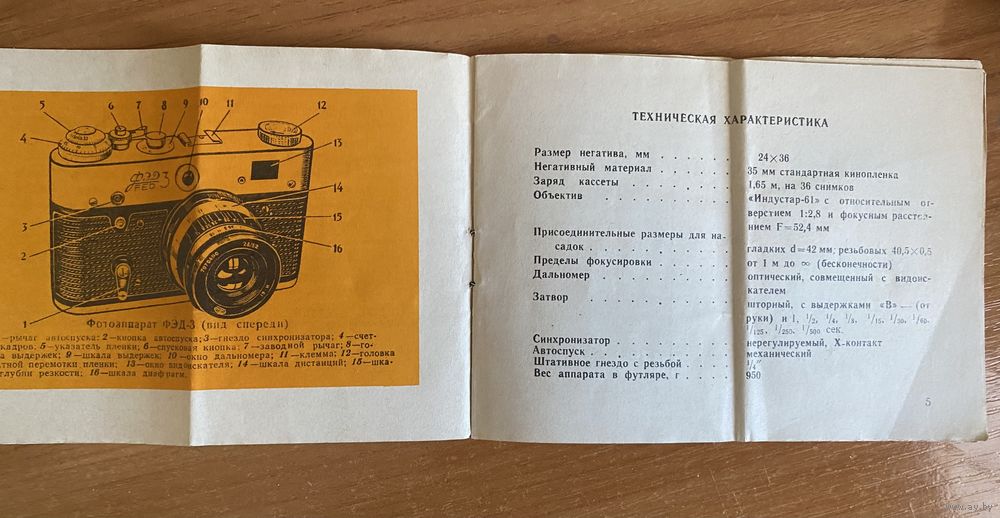 5
6
7
8
9
10
11
12
4
13
ФЭД 3
FED 3
14
3
15
2
16
2,8/52
1
Фотоаппарат ФЭД-3 (вид спереди)
—рычаг автоспуска; 2—кнопка автоспуска; 3—гнездо синхронизатора; 4—счет-
кадров. 5—указатель пленки; 6—спусковая кнопка; 7—заводной рычаг; 8—го-
а выдержек; 9—шкала выдержек; 10—окно дальномера; 11—клемма; 12—головка
атной перемотки пленки; 13—окно видоискателя; 14—шкала дистанций; 15—шка-
глубин резкости; 16—шкала диафрагм.
ТЕХНИЧЕСКАЯ ХАРАКТЕРИСТИКА
Размер негатива, мм . . . . . . 24×36
Негативный материал . . . . . . 35 мм стандартная кинопленка
Заряд кассеты . . . . . . . 1,65 м, на 36 снимков
Объектив . . . . . . . «Индустар-61» с относительным от-
верстием 1:2,8 и фокусным расстоя-
нием F=52,4 мм
Присоединительные размеры для на-
садок . . . . . . . . гладких d=42 мм, резьбовых 40,5×0,5
Пределы фокусировки . . . . . . от 1 м до ∞ (бесконечности)
Дальномер . . . . . . . оптический, совмещенный с видоис-
кателем
Затвор . . . . . . . шторный, с выдержками «В» — (от
руки) и 1, 1/2, 1/4, 1/8, 1/15, 1/30, 1/60,
1/125, 1/250, 1/500 сек.
Синхронизатор . . . . . . . нерегулируемый, X-контакт
Автоспуск . . . . . . . . механический
Штативное гнездо с резьбой . . . . 1/4"
Вес аппарата в футляре, г . . . . 950
5
www.ay.by